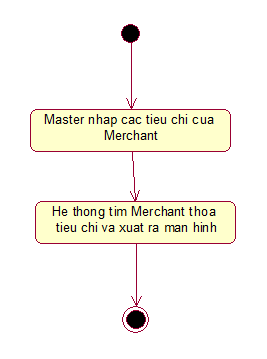 Master nhap cac tieu chi cua
Merchant
He thong tim Merchant thoa
tieu chi va xuat ra man hinh